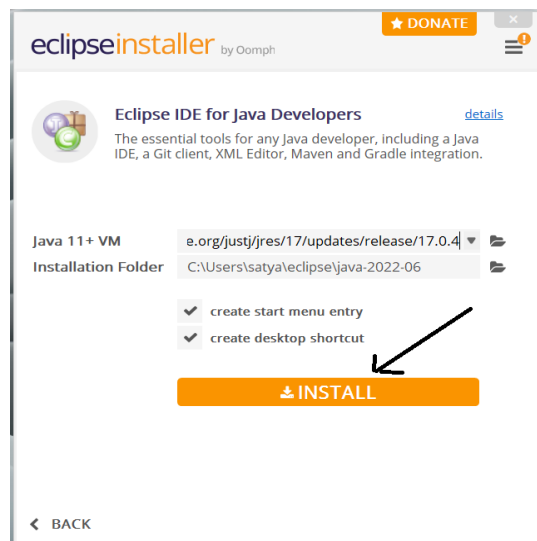 ★ DONATE
eclipseinstaller by Oomph
Eclipse IDE for Java Developers details
The essential tools for any Java developer, including a Java
IDE, a Git client, XML Editor, Maven and Gradle integration.
Java 11+ VM e.org/justj/jres/17/updates/release/17.0.4
Installation Folder C:\Users\satya\eclipse\java-2022-06
create start menu entry
create desktop shortcut
INSTALL
BACK